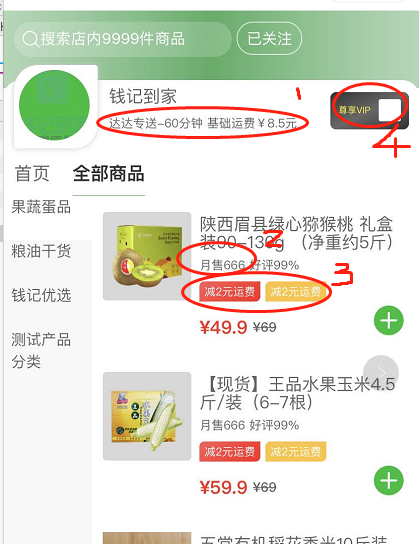 搜索店内9999件商品
已关注
钱记到家
1
达达专送-60分钟 基础运费￥8.5元
尊享VIP
4
首页
全部商品
果蔬蛋品
粮油干货
钱记优选
测试产品
分类
陕西眉县绿心猕猴桃 礼盒
装90-130g （净重约5斤）
2
月售666 好评99%
3
减2元运费
减2元运费
¥49.9 ¥69
【现货】王品水果玉米4.5
斤/装（6-7根）
月售666 好评99%
减2元运费
减2元运费
¥59.9 ¥69
五常有机稻花香米10斤装